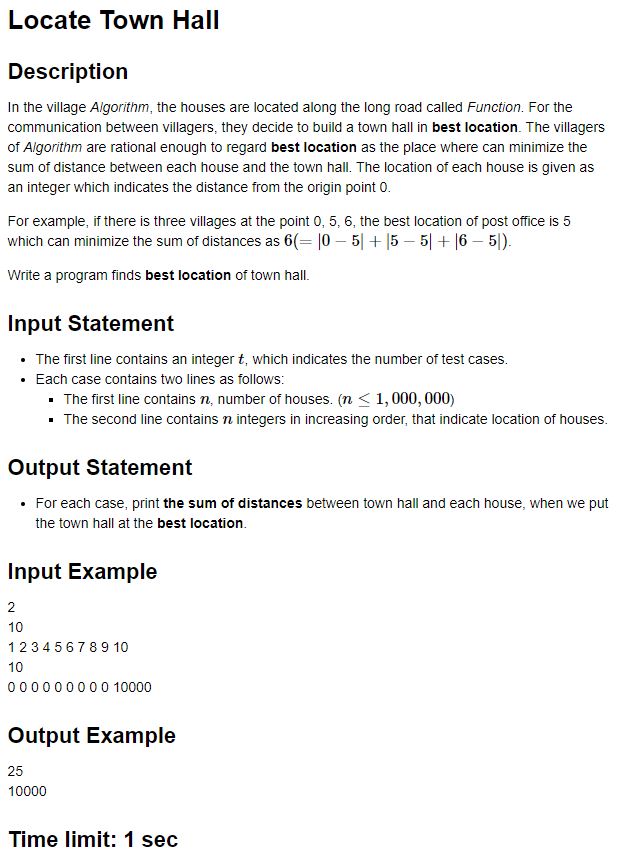 Locate Town Hall
Description
In the village Algorithm, the houses are located along the long road called Function. For the
communication between villagers, they decide to build a town hall in best location. The villagers
of Algorithm are rational enough to regard best location as the place where can minimize the
sum of distance between each house and the town hall. The location of each house is given as
an integer which indicates the distance from the origin point 0.
For example, if there is three villages at the point 0, 5, 6, the best location of post office is 5
which can minimize the sum of distances as 6(= |0 − 5| + |5 − 5| + |6 − 5|).
Write a program finds best location of town hall.
Input Statement
• The first line contains an integer t, which indicates the number of test cases.
• Each case contains two lines as follows:
▪ The first line contains n, number of houses. (n ≤ 1,000,000)
▪ The second line contains n integers in increasing order, that indicate location of houses.
Output Statement
• For each case, print the sum of distances between town hall and each house, when we put
the town hall at the best location.
Input Example
2
10
1 2 3 4 5 6 7 8 9 10
10
0 0 0 0 0 0 0 0 0 10000
Output Example
25
10000
Time limit: 1 sec